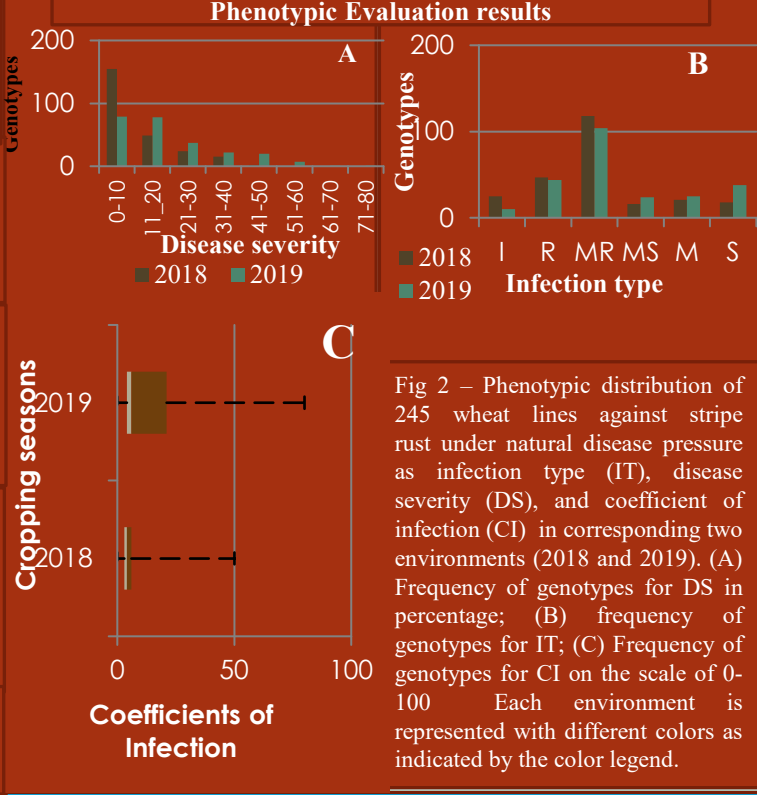 Phenotypic Evaluation results
A
200
100
0
Genotypes
0-10
11_20
21-30
31-40
41-50
51-60
61-70
71-80
Disease severity
2018 2019
B
200
100
0
Genotypes
I R MR MS M S
2018
2019
Infection type
C
Cropping seasons
2019
2018
0 50 100
Coefficients of
Infection
Fig 2 – Phenotypic distribution of
245 wheat lines against stripe
rust under natural disease pressure
as infection type (IT), disease
severity (DS), and coefficient of
infection (CI) in corresponding two
environments (2018 and 2019). (A)
Frequency of genotypes for DS in
percentage; (B) frequency of
genotypes for IT; (C) Frequency of
genotypes for CI on the scale of 0-
100 Each environment is
represented with different colors as
indicated by the color legend.